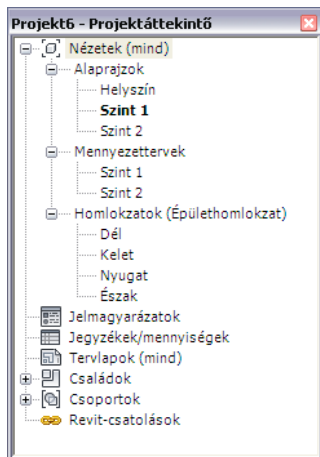 Projekt6 - Projektáttekintő
Nézetek (mind)
Alaprajzok
Helyszín
Szint 1
Szint 2
Mennyezettervek
Szint 1
Szint 2
Homlokzatok (Épülethomlokzat)
Dél
Kelet
Nyugat
Észak
Jelmagyarázatok
Jegyzékek/mennyiségek
Tervlapok (mind)
Családok
Csoportok
Revit-csatolások